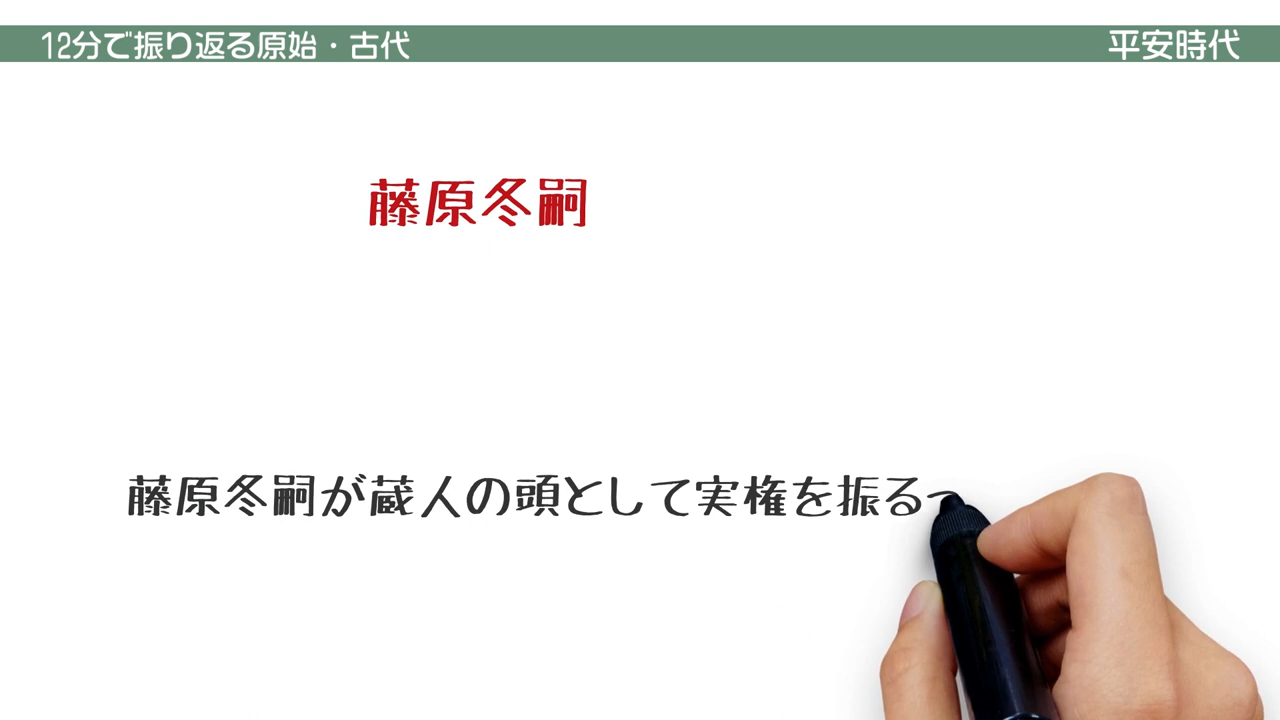 12分で振り返る原始・古代
平安時代
藤原冬嗣
藤原冬嗣が蔵人の頭として実権を振る